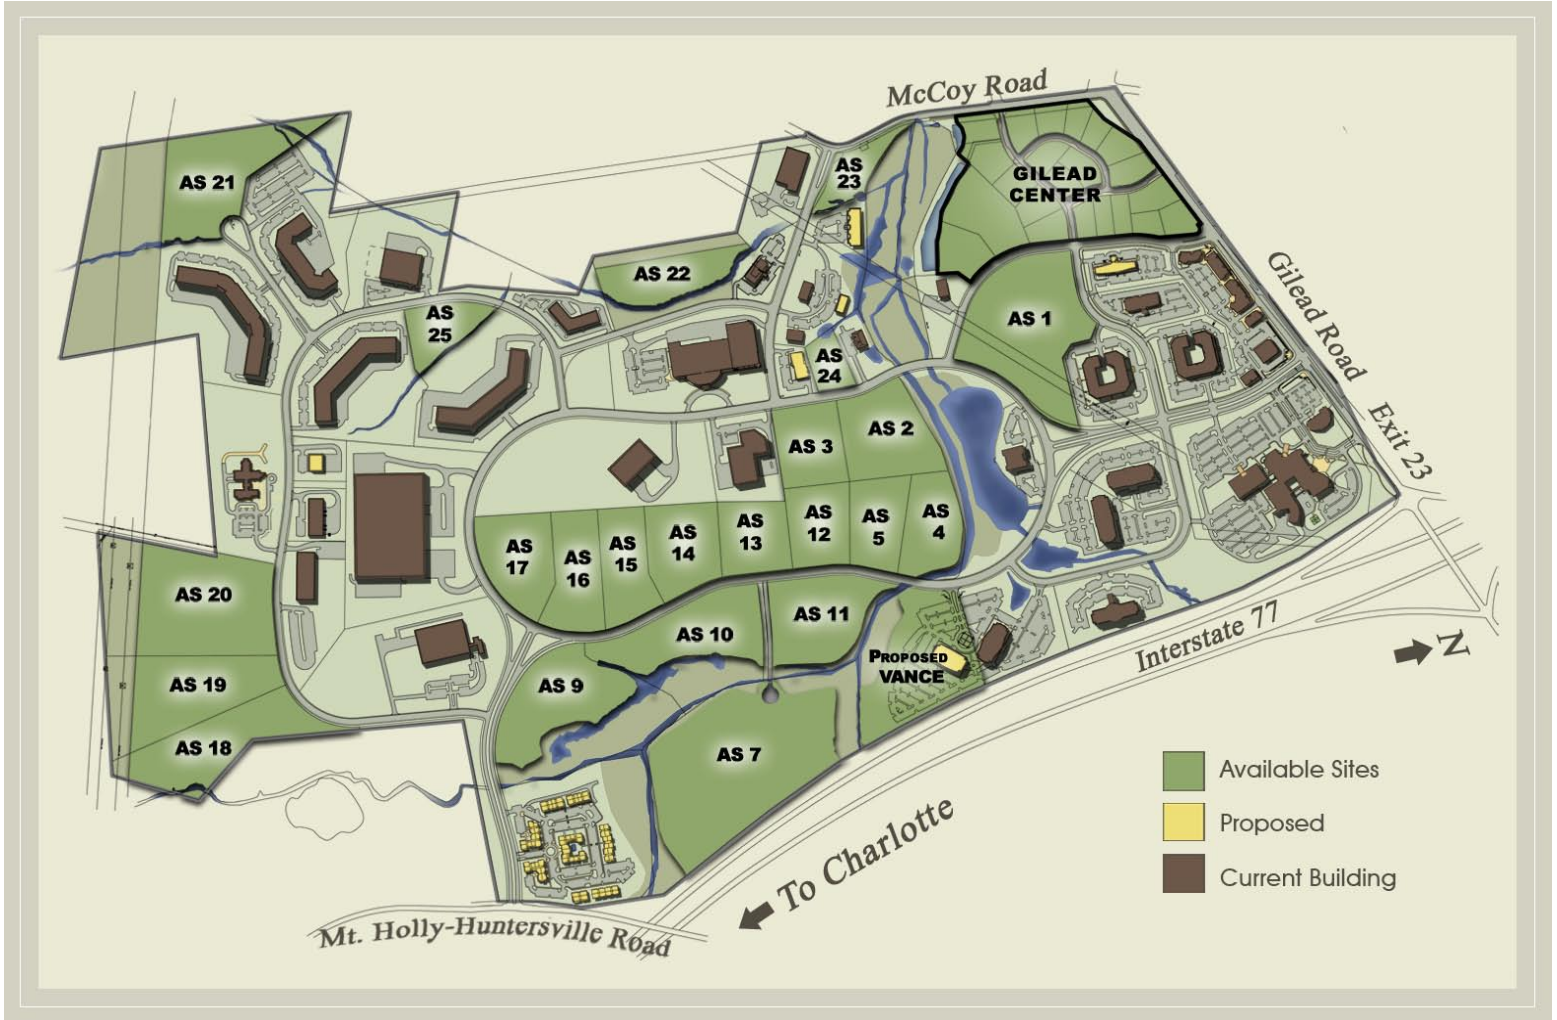 McCoy Road
AS 21
AS
23
GILEAD
CENTER
AS 22
AS
25
AS 1
Gilead Road
AS
24
Exit 23
AS 3
AS 2
AS
17
AS
16
AS
15
AS
14
AS
13
AS
12
AS
5
AS
4
AS 20
AS 10
AS 11
Interstate 77
N
PROPOSED
VANCE
AS 19
AS 9
AS 18
AS 7
To Charlotte
Mt. Holly-Huntersville Road
Available Sites
Proposed
Current Building